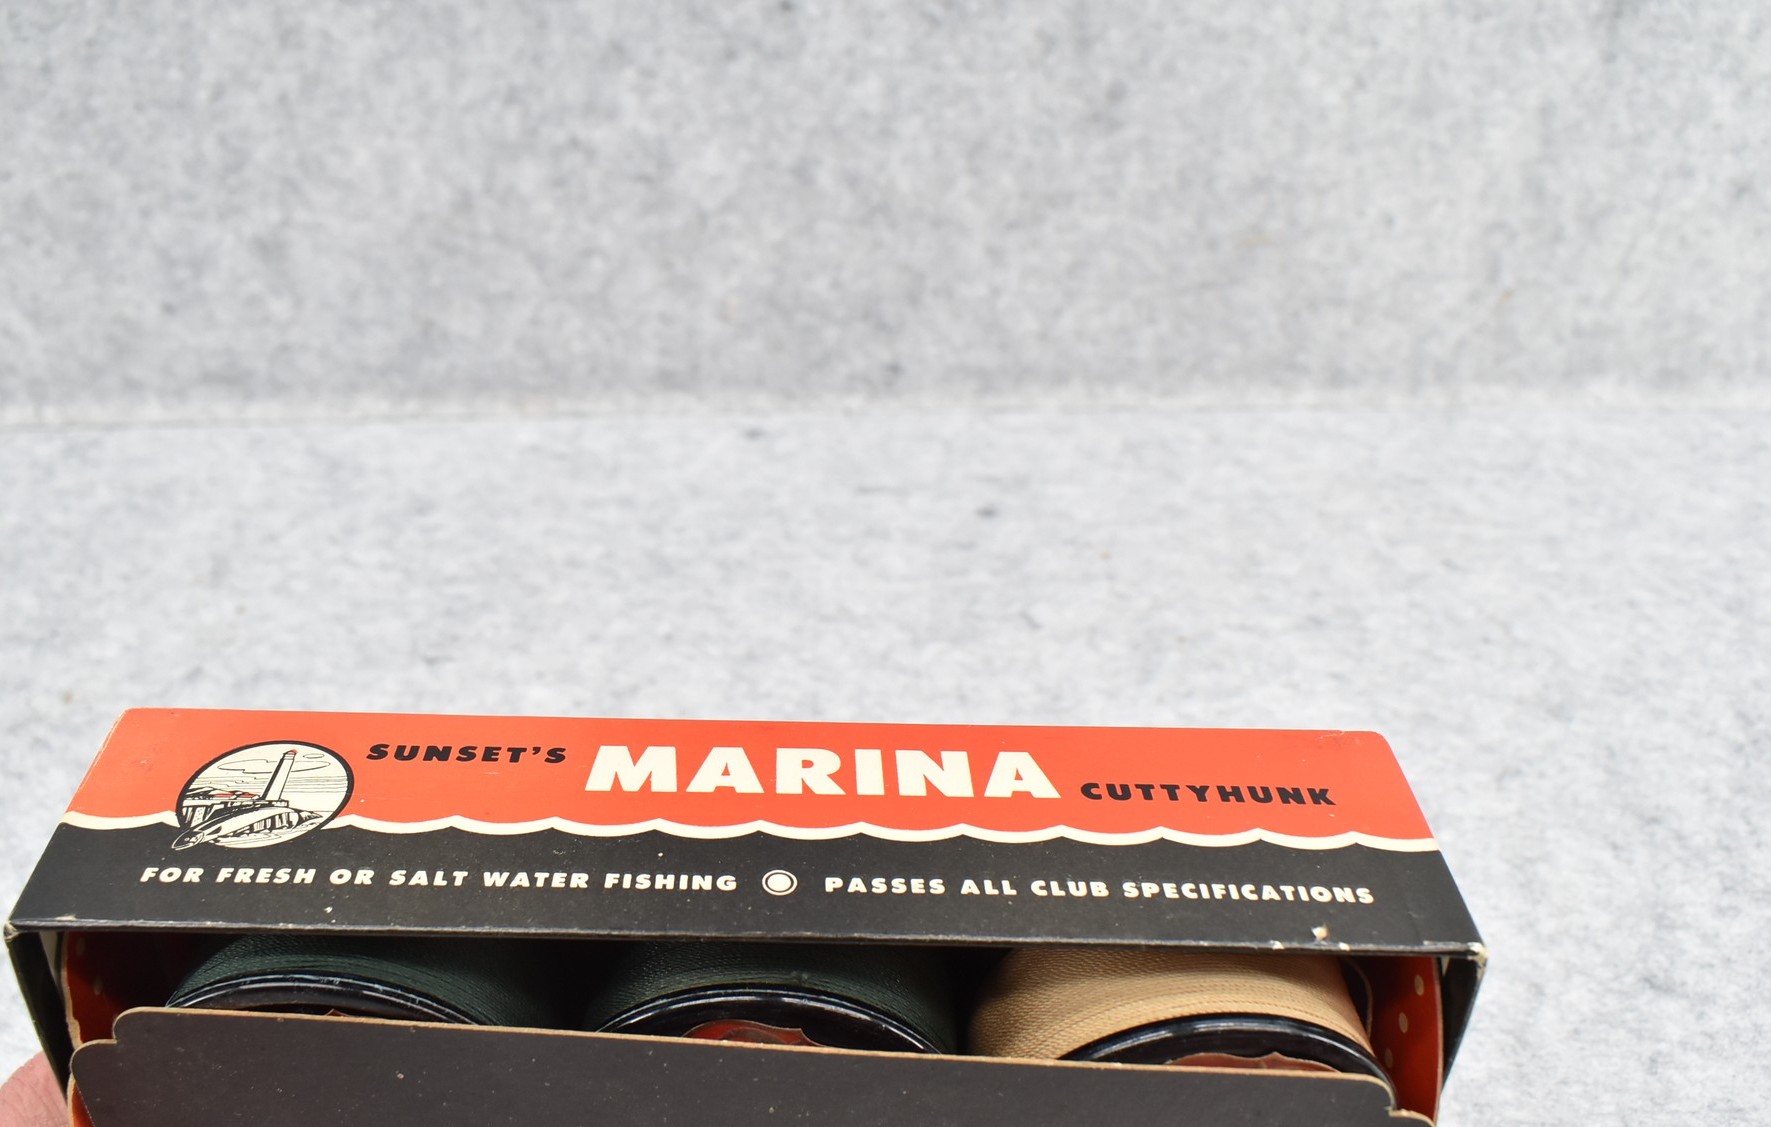 SUNSET'S MARINA CUTTYHUNK
FOR FRESH OR SALT WATER FISHING PASSES ALL CLUB SPECIFICATIONS